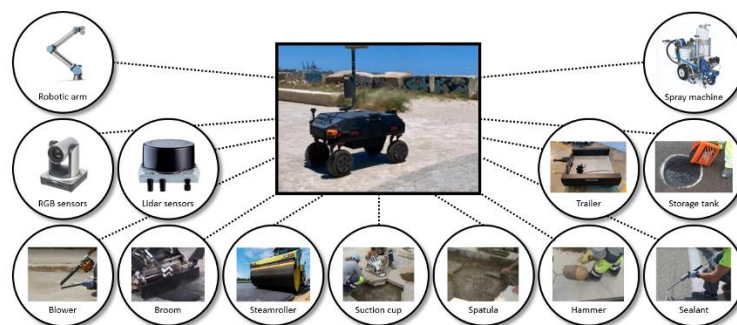 Robotic arm
Spray machine
RGB sensors
Lidar sensors
Trailer
Storage tank
Blower
Broom
Steamroller
Suction cup
Spatula
Hammer
Sealant